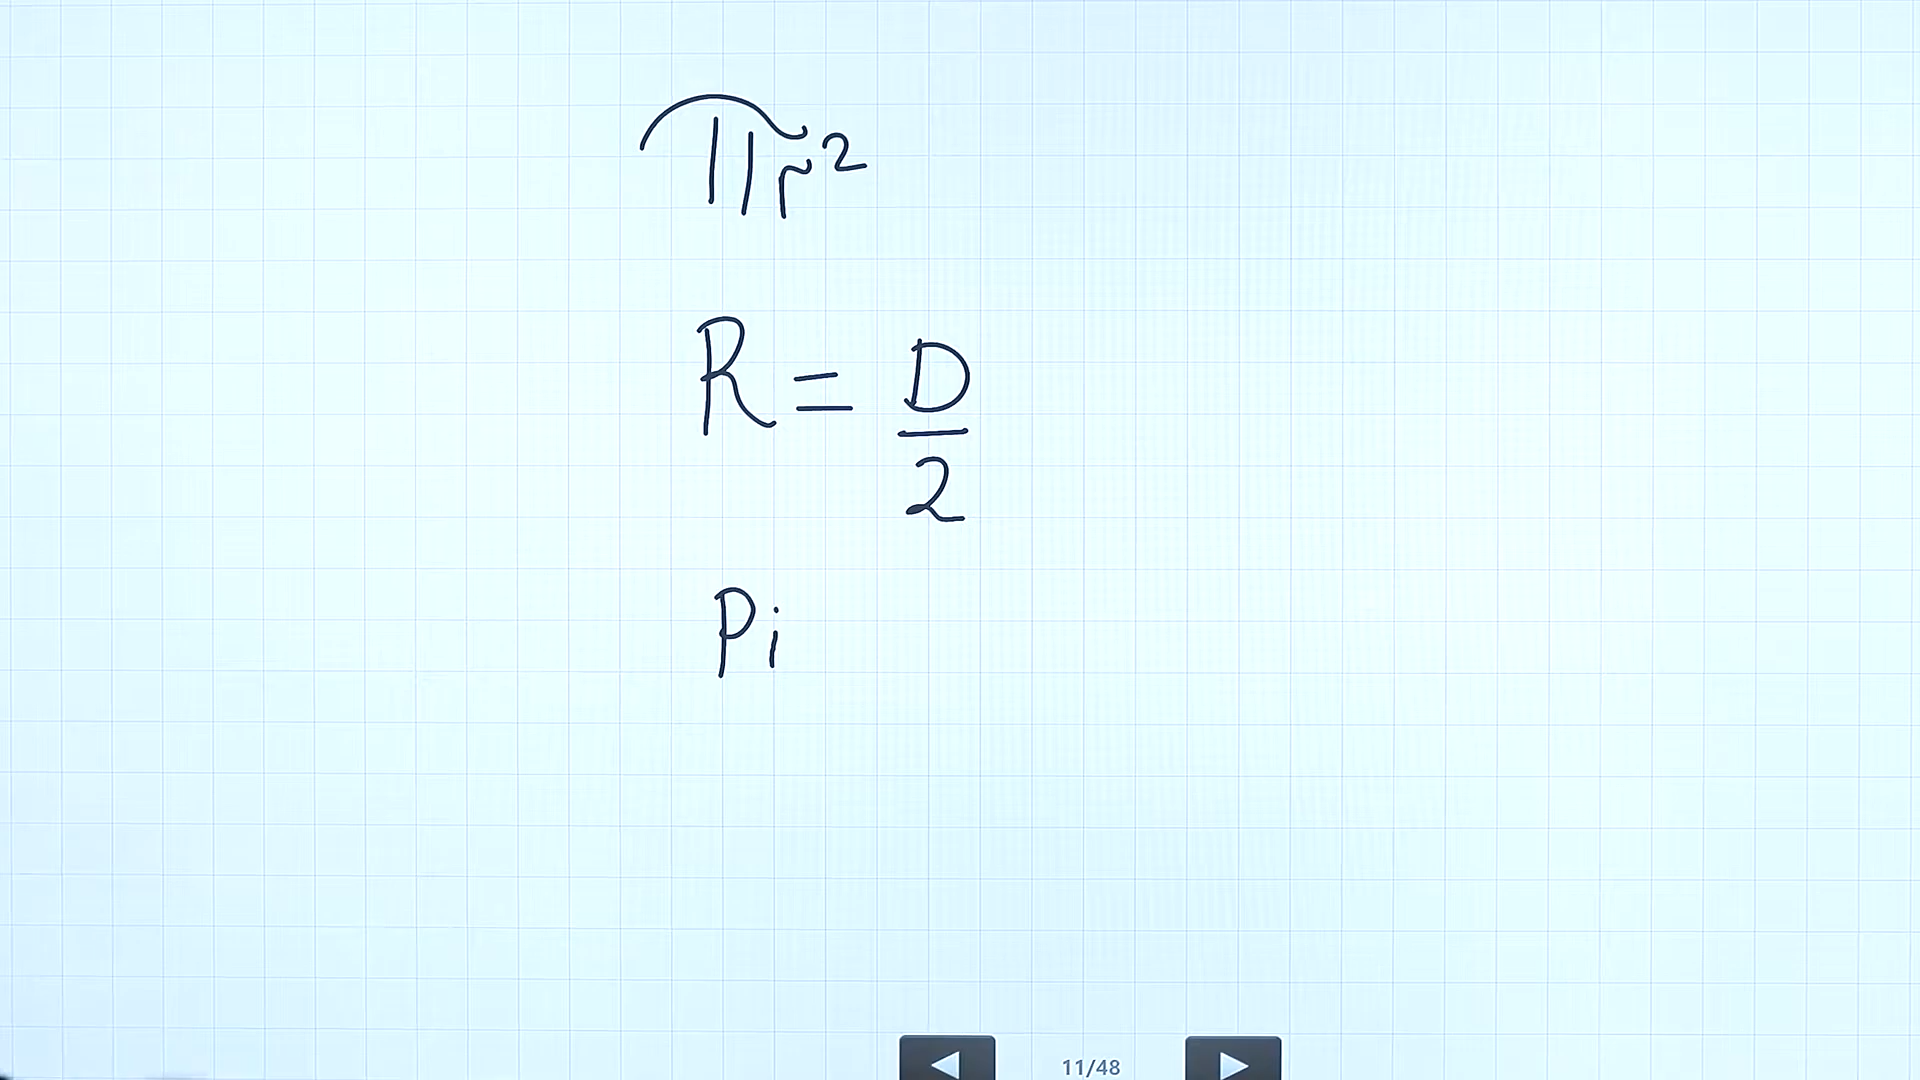 πr²
R = D/2
Pi
11/48